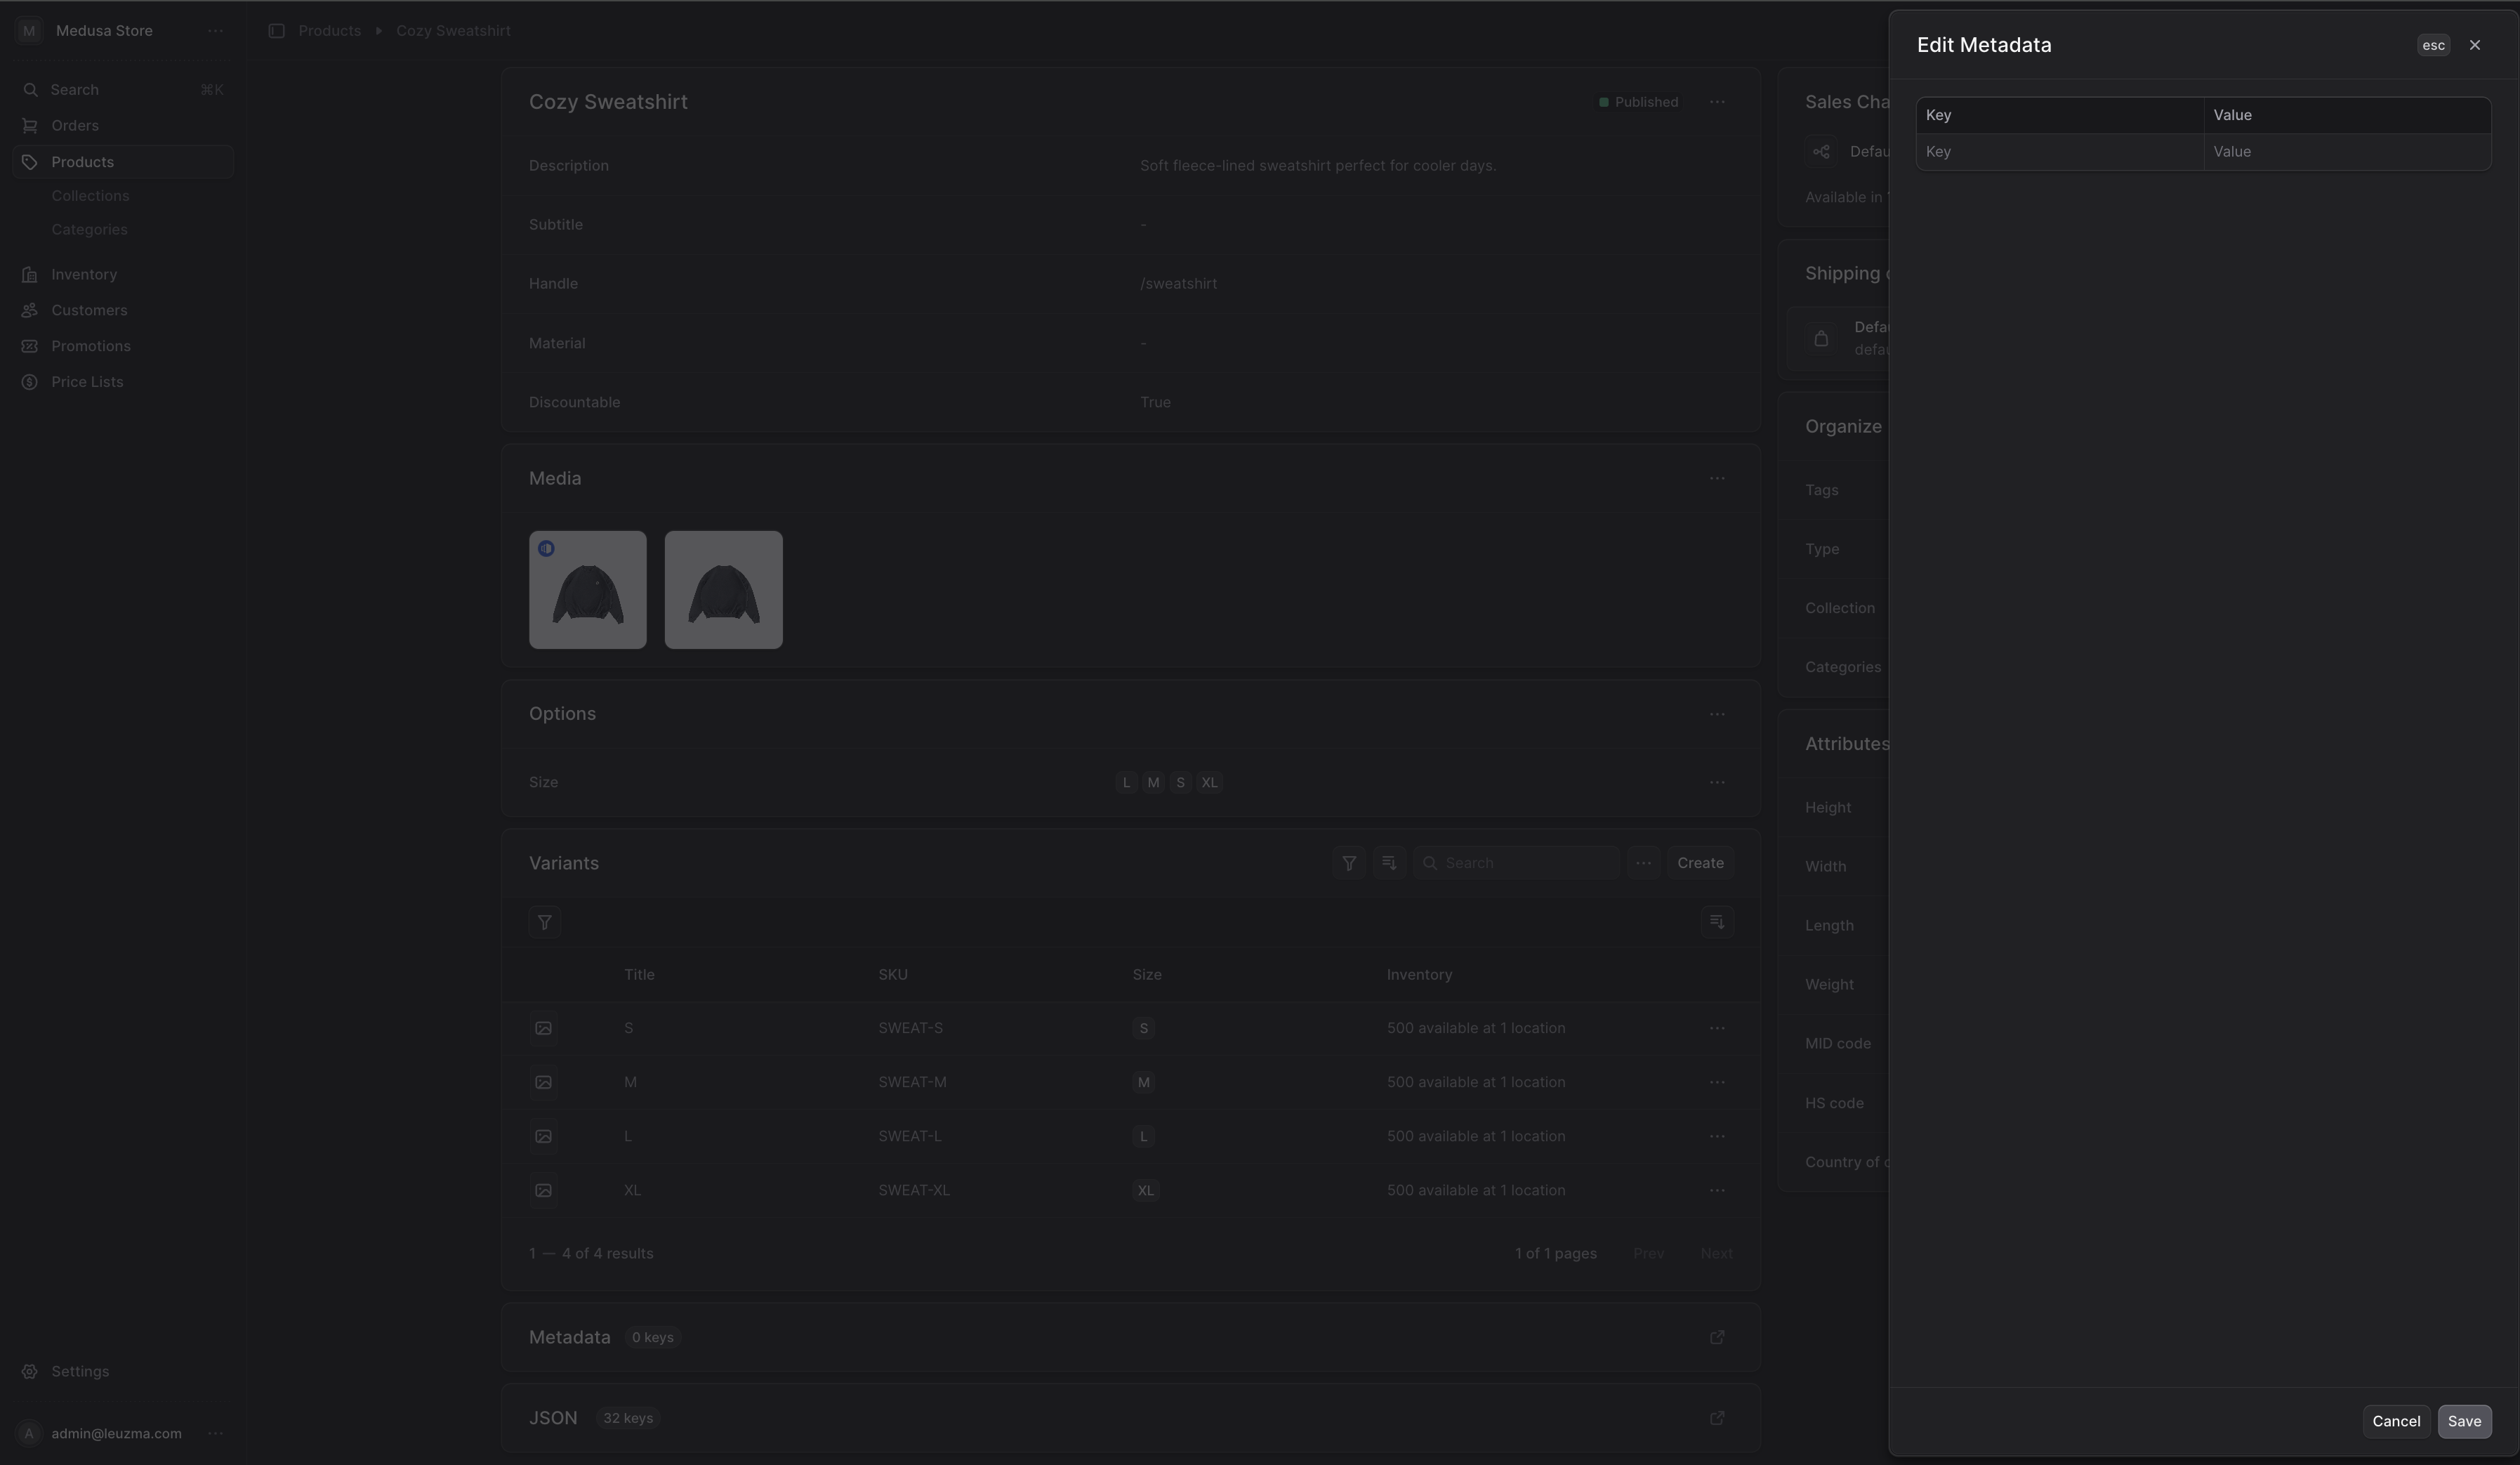 M Medusa Store
Search ⌘K
Orders
Products
Collections
Categories
Inventory
Customers
Promotions
Price Lists
Settings
A admin@leuzma.com
Products Cozy Sweatshirt
Cozy Sweatshirt Published
Description Soft fleece-lined sweatshirt perfect for cooler days.
Subtitle -
Handle /sweatshirt
Material -
Discountable True
Media
Options
Size L M S XL
Variants Search Create
Title SKU Size Inventory
S SWEAT-S S 500 available at 1 location
M SWEAT-M M 500 available at 1 location
L SWEAT-L L 500 available at 1 location
XL SWEAT-XL XL 500 available at 1 location
1 — 4 of 4 results 1 of 1 pages Prev Next
Metadata 0 keys
JSON 32 keys
Sales Cha
Defau
Available in
Shipping
Defau
defau
Organize
Tags
Type
Collection
Categories
Attributes
Height
Width
Length
Weight
MID code
HS code
Country of
Edit Metadata esc
Key Value
Key Value
Cancel Save